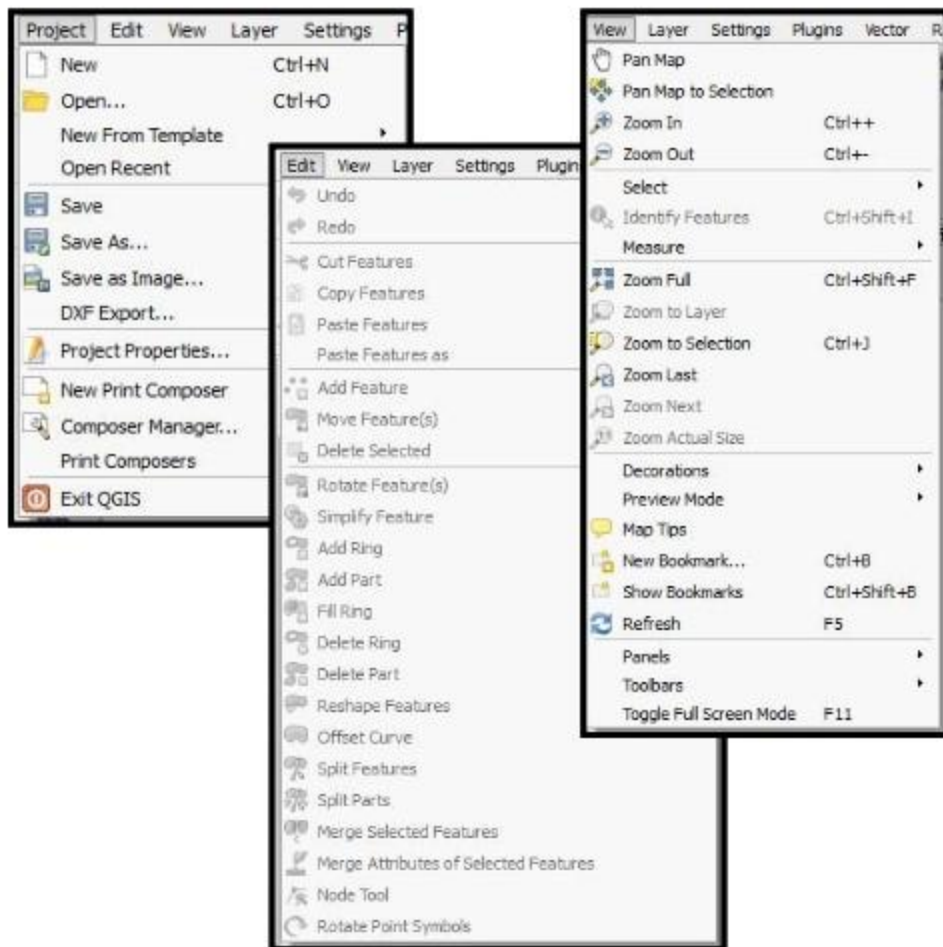 Project Edit View Layer Settings P
New Ctrl+N
Open... Ctrl+O
New From Template
Open Recent
Save
Save As...
Save as Image...
DXF Export...
Project Properties...
New Print Composer
Composer Manager...
Print Composers
Exit QGIS
Edit View Layer Settings Plugin
Undo
Redo
Cut Features
Copy Features
Paste Features
Paste Features as
Add Feature
Move Feature(s)
Delete Selected
Rotate Feature(s)
Simplify Feature
Add Ring
Add Part
Fill Ring
Delete Ring
Delete Part
Reshape Features
Offset Curve
Split Features
Split Parts
Merge Selected Features
Merge Attributes of Selected Features
Node Tool
Rotate Point Symbols
View Layer Settings Plugins Vector R
Pan Map
Pan Map to Selection
Zoom In Ctrl++
Zoom Out Ctrl+-
Select
Identify Features Ctrl+Shift+I
Measure
Zoom Full Ctrl+Shift+F
Zoom to Layer
Zoom to Selection Ctrl+J
Zoom Last
Zoom Next
Zoom Actual Size
Decorations
Preview Mode
Map Tips
New Bookmark... Ctrl+B
Show Bookmarks Ctrl+Shift+B
Refresh F5
Panels
Toolbars
Toggle Full Screen Mode F11